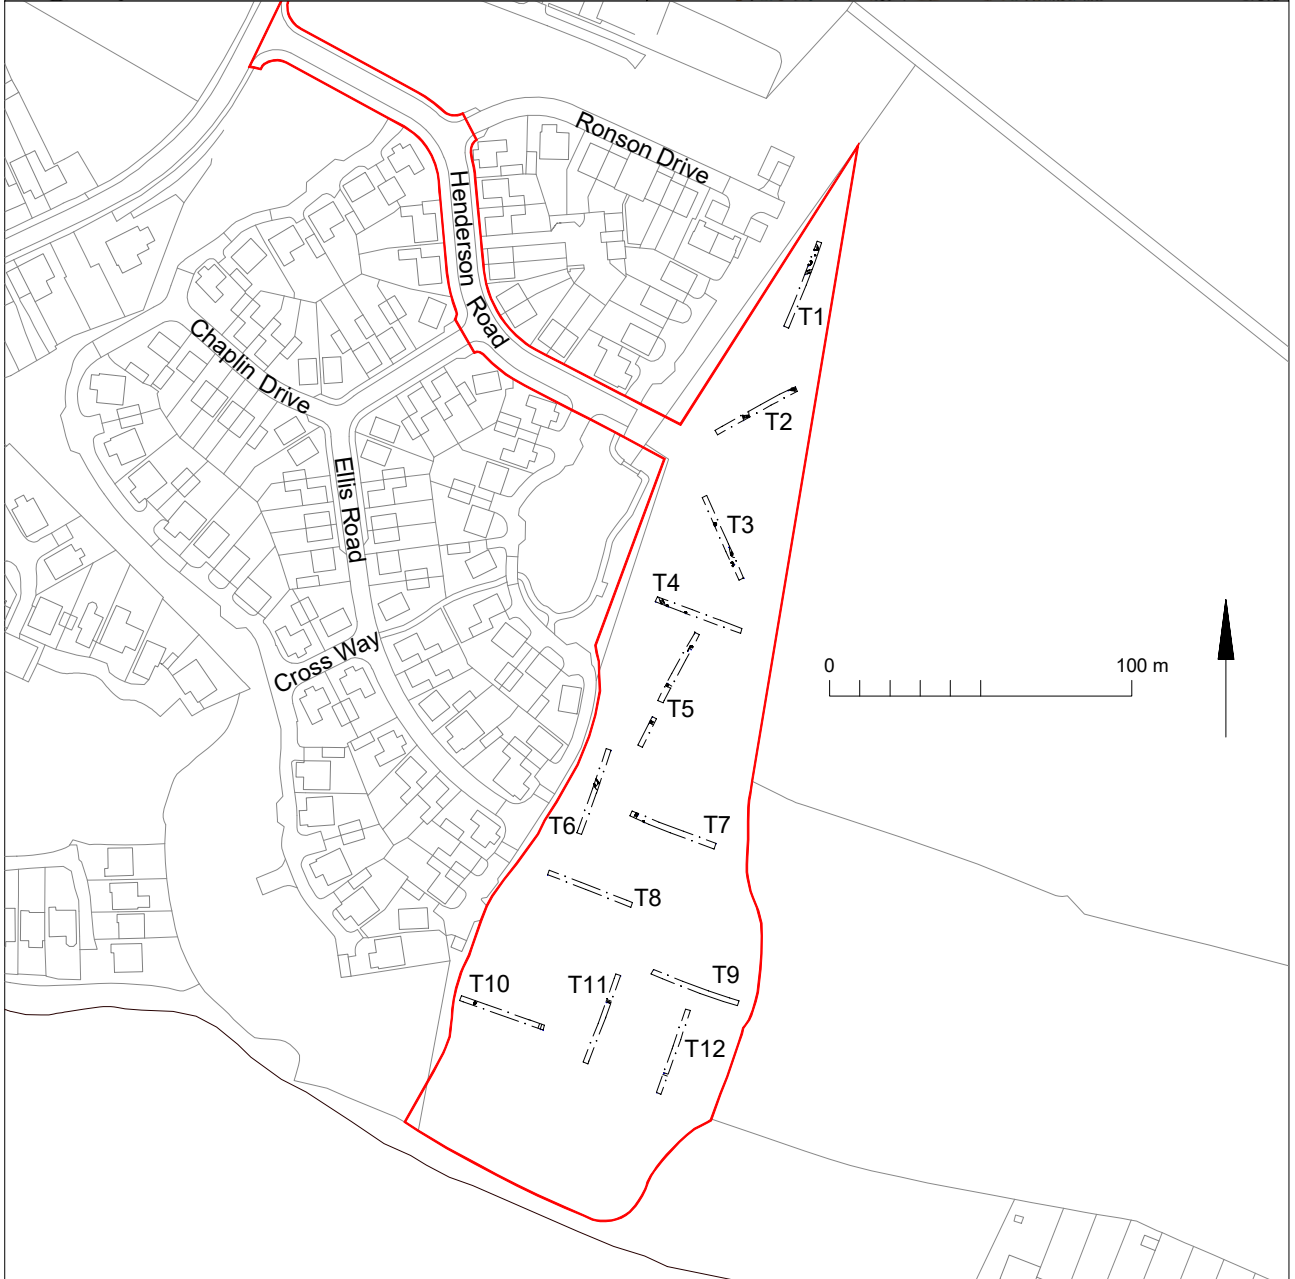 Ronson Drive
Henderson Road
T1
Chaplin Drive
T2
Ellis Road
T3
T4
Cross Way
0 100 m
T5
T6
T7
T8
T9
T10
T11
T12